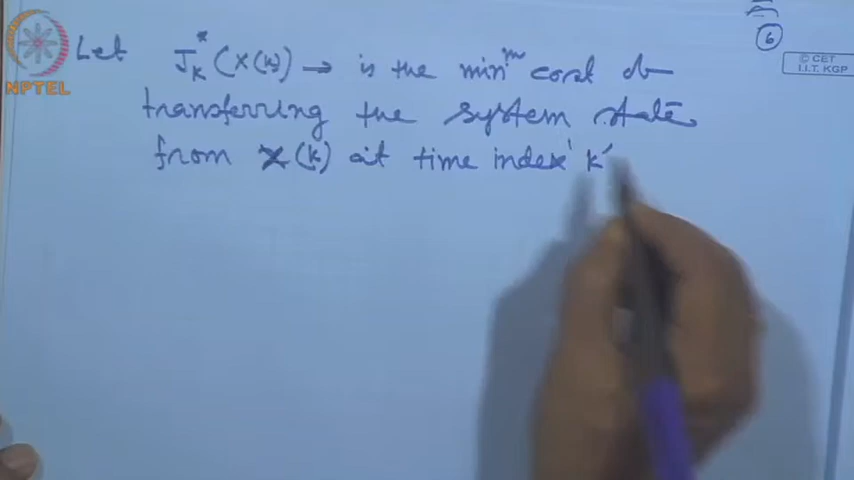 6
© CET
I.I.T. KGP
NPTEL
Let J*k (x(k)) → is the minᵐ cost of
transferring the system state
from x(k) at time index 'k'